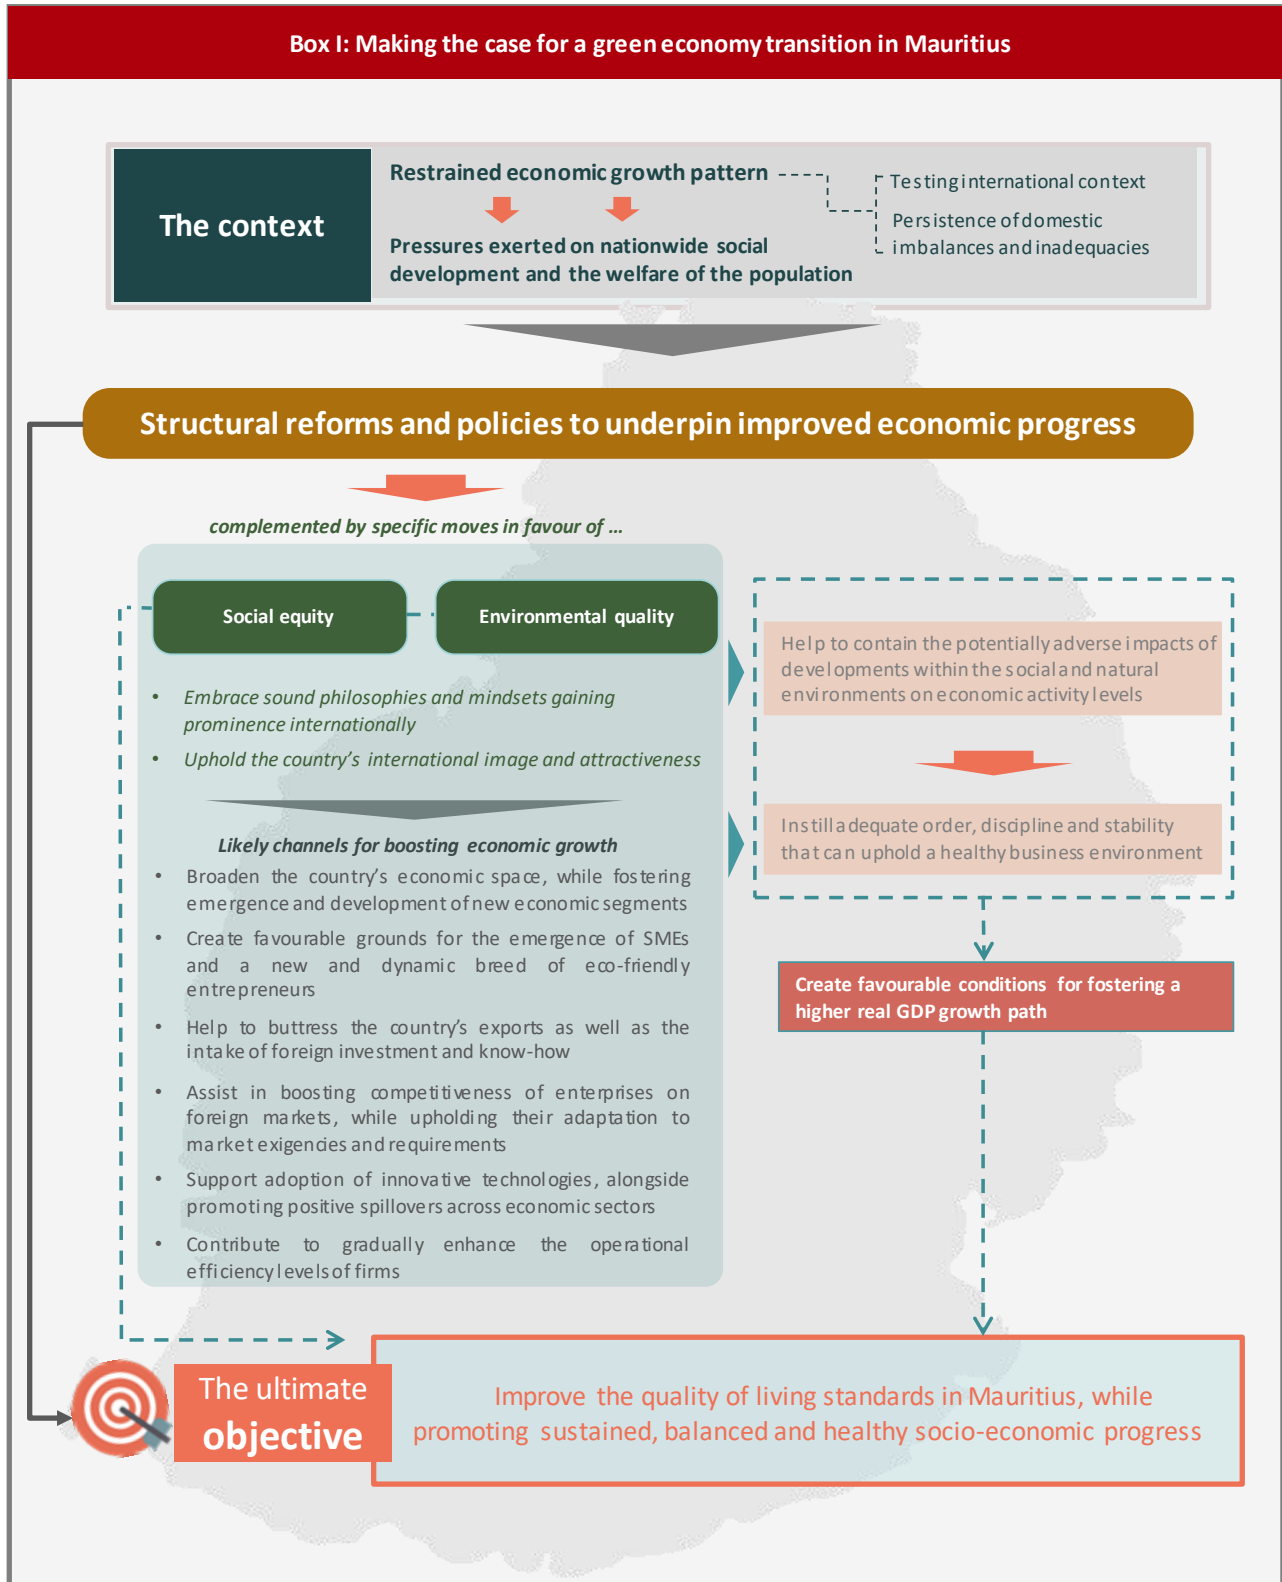 Box I: Making the case for a green economy transition in Mauritius
The context
Restrained economic growth pattern
Pressures exerted on nationwide social
development and the welfare of the population
Testing international context
Persistence of domestic
imbalances and inadequacies
Structural reforms and policies to underpin improved economic progress
complemented by specific moves in favour of ...
Social equity
Environmental quality
• Embrace sound philosophies and mindsets gaining
prominence internationally
• Uphold the country's international image and attractiveness
Likely channels for boosting economic growth
• Broaden the country's economic space, while fostering
emergence and development of new economic segments
• Create favourable grounds for the emergence of SMEs
and a new and dynamic breed of eco-friendly
entrepreneurs
• Help to buttress the country's exports as well as the
intake of foreign investment and know-how
• Assist in boosting competitiveness of enterprises on
foreign markets, while upholding their adaptation to
market exigencies and requirements
• Support adoption of innovative technologies, alongside
promoting positive spillovers across economic sectors
• Contribute to gradually enhance the operational
efficiency levels of firms
Help to contain the potentially adverse impacts of
developments within the social and natural
environments on economic activity levels
Instill adequate order, discipline and stability
that can uphold a healthy business environment
Create favourable conditions for fostering a
higher real GDP growth path
The ultimate
objective
Improve the quality of living standards in Mauritius, while
promoting sustained, balanced and healthy socio-economic progress